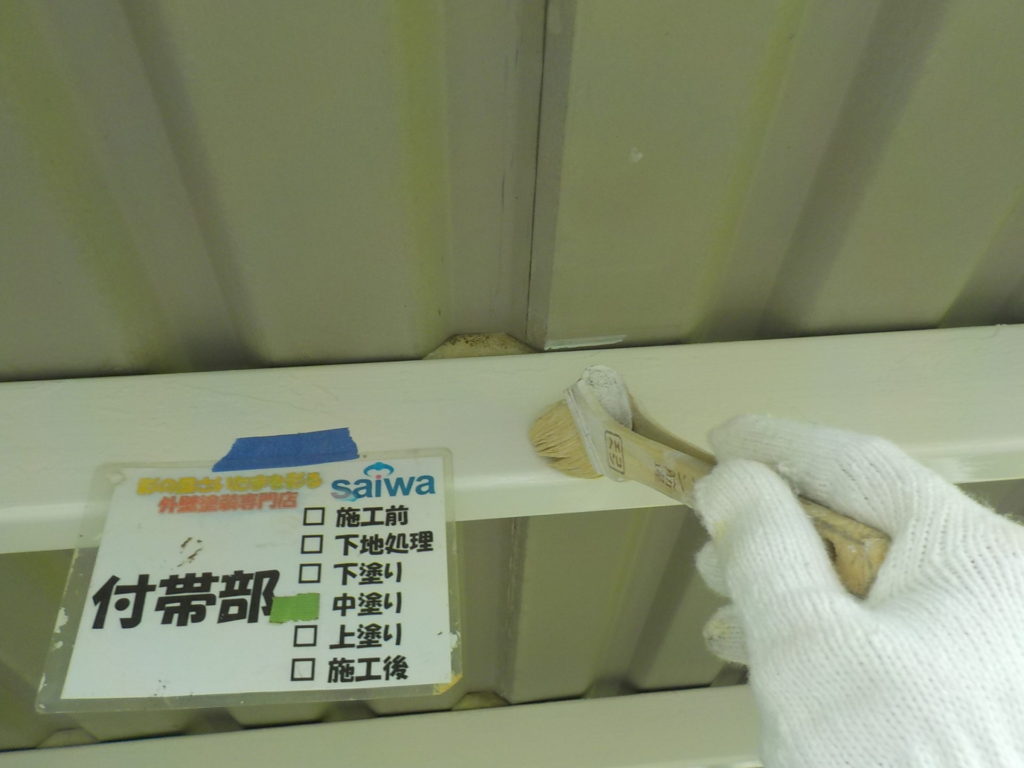 saiwa
外壁塗装専門店
□ 施工前
□ 下地処理
□ 下塗り
付帯部
中塗り
□ 上塗り
□ 施工後